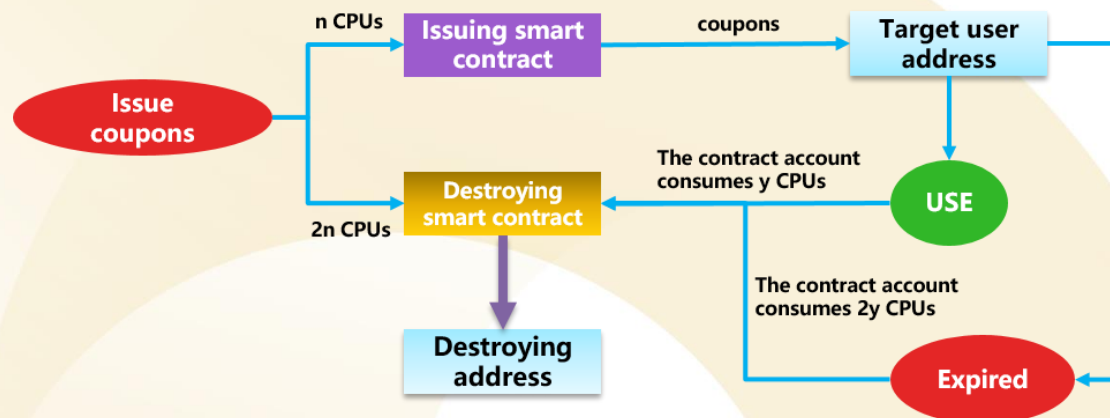 n CPUs
Issuing smart
contract
coupons
Target user
address
Issue
coupons
The contract account
consumes y CPUs
Destroying
smart contract
USE
2n CPUs
The contract account
consumes 2y CPUs
Destroying
address
Expired